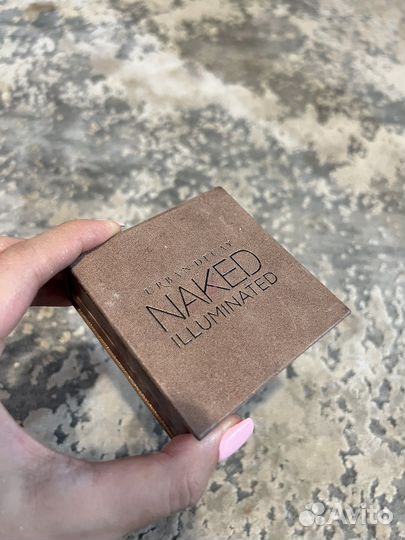 URBAN DECAY
NAKED
ILLUMINATED
Avito